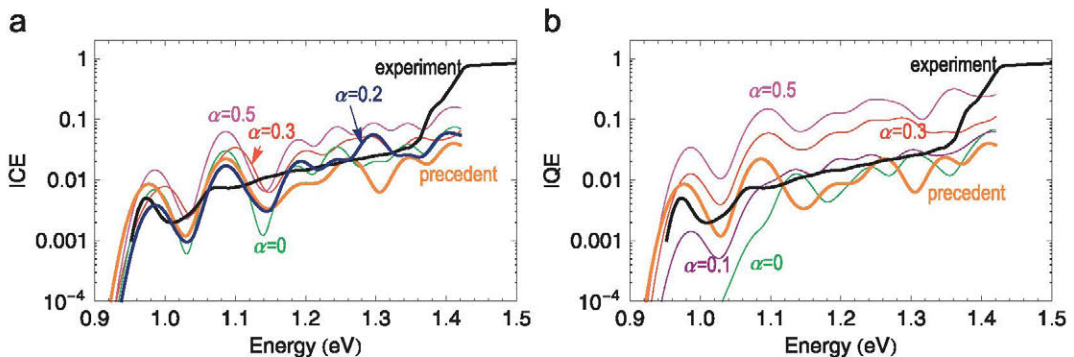 a
ICE
1
0.1
0.01
0.001
10⁻⁴
experiment
α=0.2
α=0.5
α=0.3
precedent
α=0
0.9 1.0 1.1 1.2 1.3 1.4 1.5
Energy (eV)
b
IQE
1
0.1
0.01
0.001
10⁻⁴
experiment
α=0.5
α=0.3
precedent
α=0.1
α=0
0.9 1.0 1.1 1.2 1.3 1.4 1.5
Energy (eV)